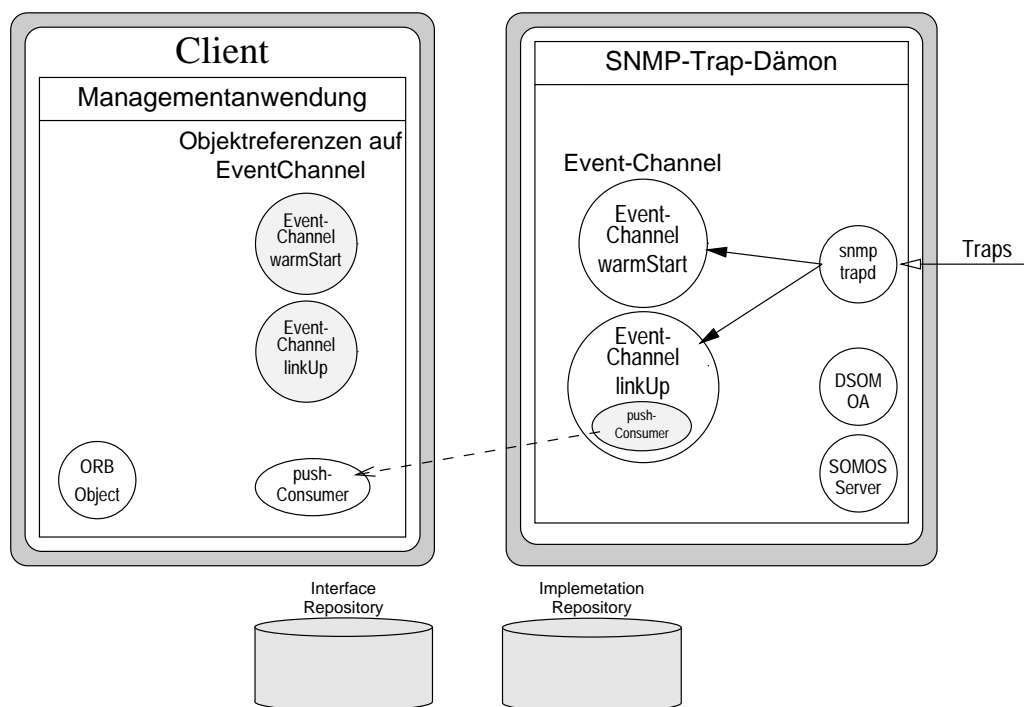 Client
Managementanwendung
Objektreferenzen auf
EventChannel
Event-
Channel
warmStart
Event-
Channel
linkUp
ORB
Object
push-
Consumer
SNMP-Trap-Dämon
Event-Channel
Event-
Channel
warmStart
Event-
Channel
linkUp
push-
Consumer
snmp
trapd
Traps
DSOM
OA
SOMOS
Server
Interface
Repository
Implemetation
Repository